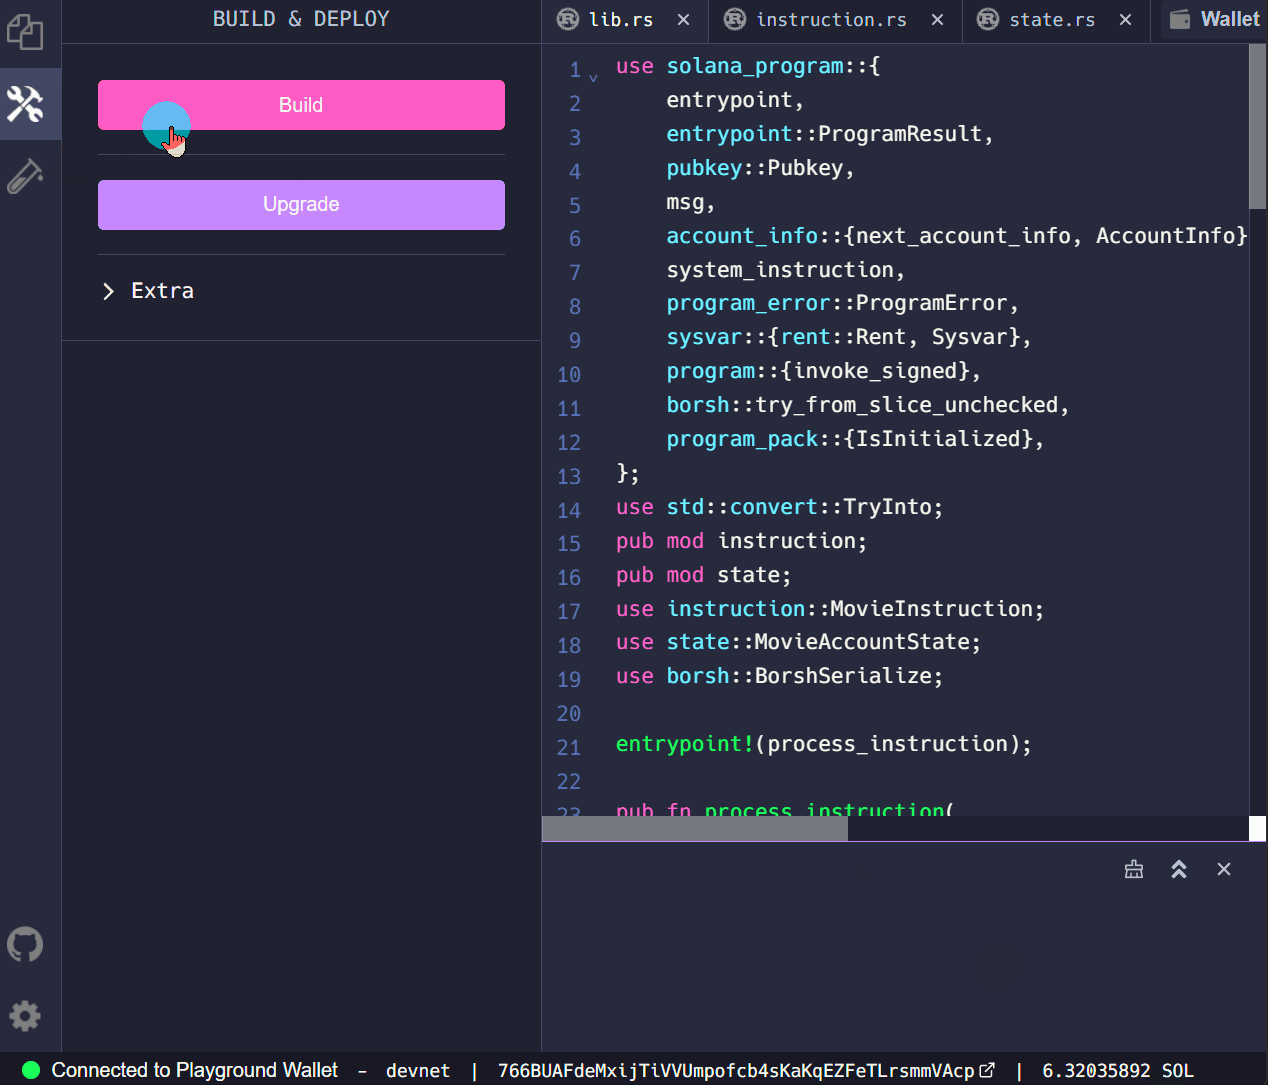 BUILD & DEPLOY
Build
Upgrade
Extra
lib.rs
instruction.rs
state.rs
Wallet
1 use solana_program::{
2 entrypoint,
3 entrypoint::ProgramResult,
4 pubkey::Pubkey,
5 msg,
6 account_info::{next_account_info, AccountInfo}
7 system_instruction,
8 program_error::ProgramError,
9 sysvar::{rent::Rent, Sysvar},
10 program::{invoke_signed},
11 borsh::try_from_slice_unchecked,
12 program_pack::{IsInitialized},
13 };
14 use std::convert::TryInto;
15 pub mod instruction;
16 pub mod state;
17 use instruction::MovieInstruction;
18 use state::MovieAccountState;
19 use borsh::BorshSerialize;
20
21 entrypoint!(process_instruction);
22
23 pub fn process_instruction(
Connected to Playground Wallet - devnet | 766BUAFdeMxijTiVVUmpofcb4sKaKqEZFeTLrsmmVAcp | 6.32035892 SOL